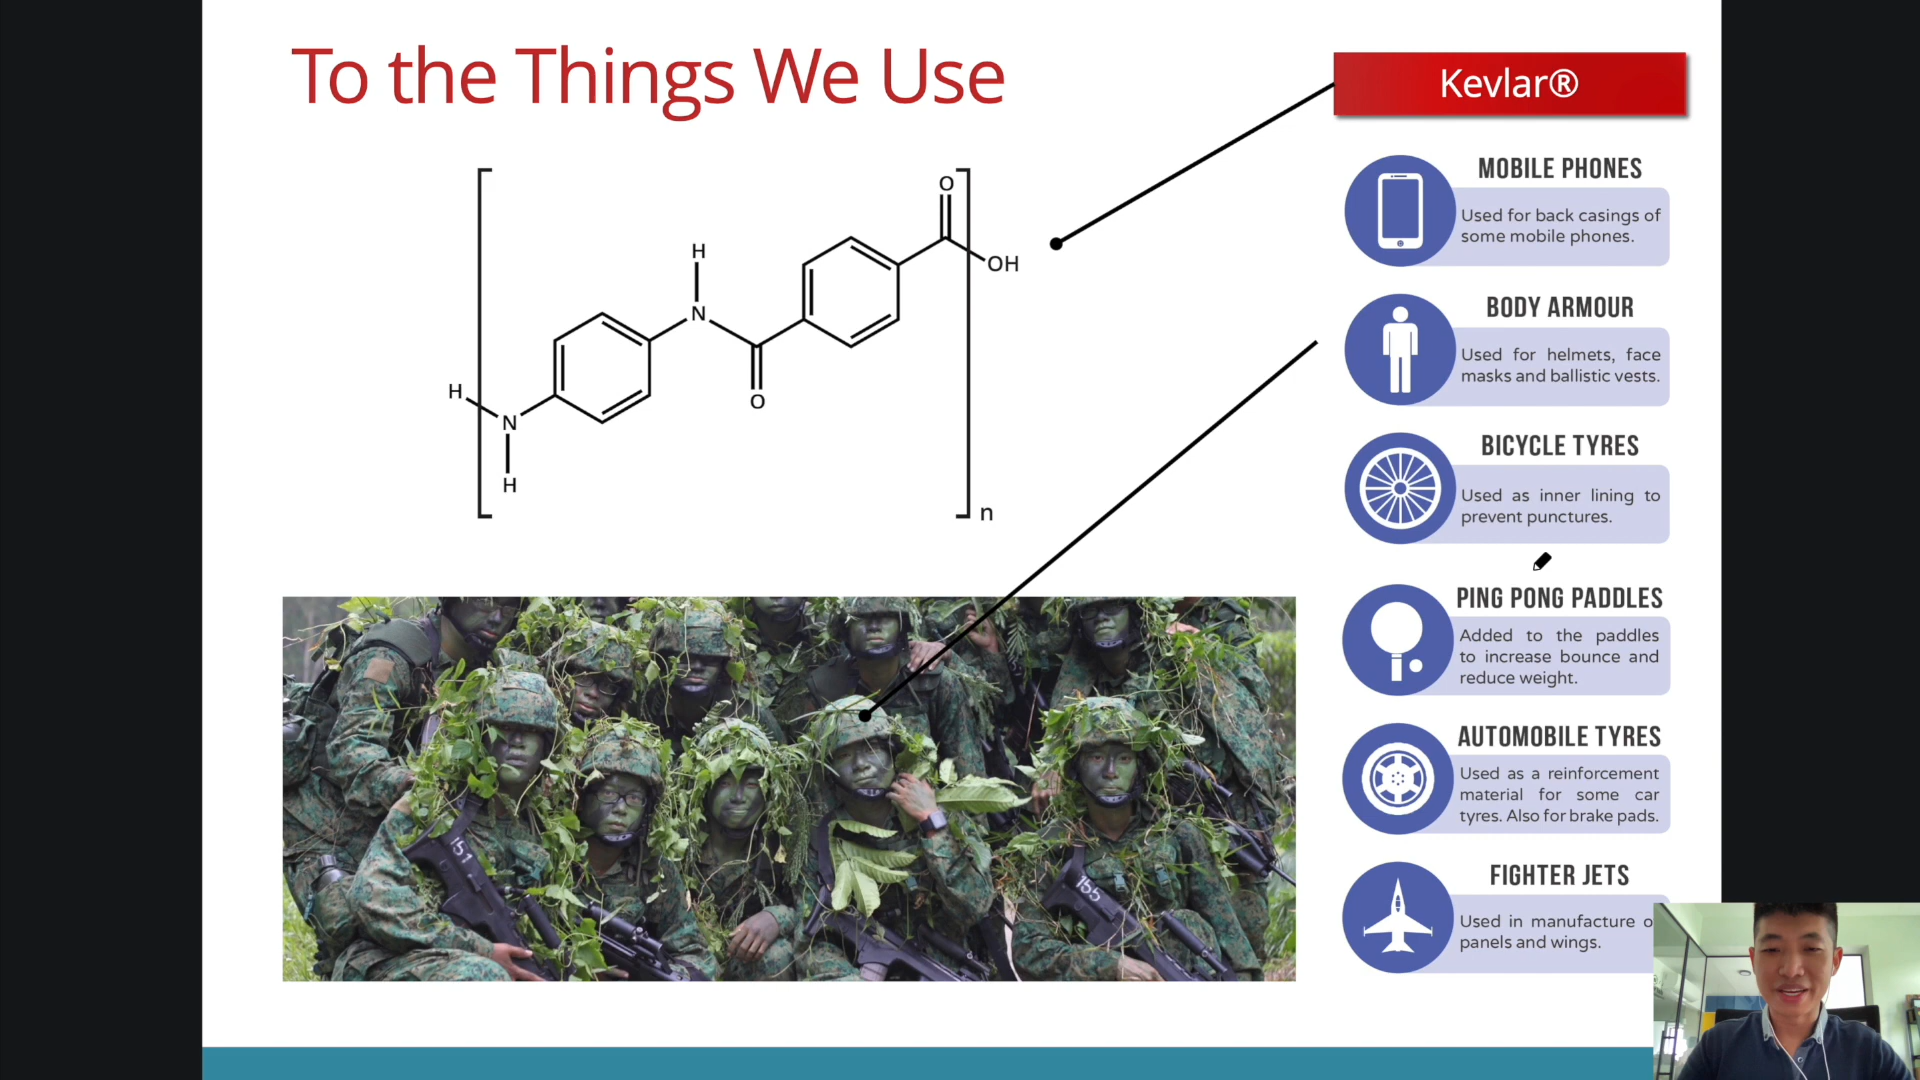 To the Things We Use
Kevlar®
O
OH
H
N
O
H
N
H
n
MOBILE PHONES
Used for back casings of
some mobile phones.
BODY ARMOUR
Used for helmets, face
masks and ballistic vests.
BICYCLE TYRES
Used as inner lining to
prevent punctures.
PING PONG PADDLES
Added to the paddles
to increase bounce and
reduce weight.
AUTOMOBILE TYRES
Used as a reinforcement
material for some car
tyres. Also for brake pads.
FIGHTER JETS
Used in manufacture
panels and wings.
151
155